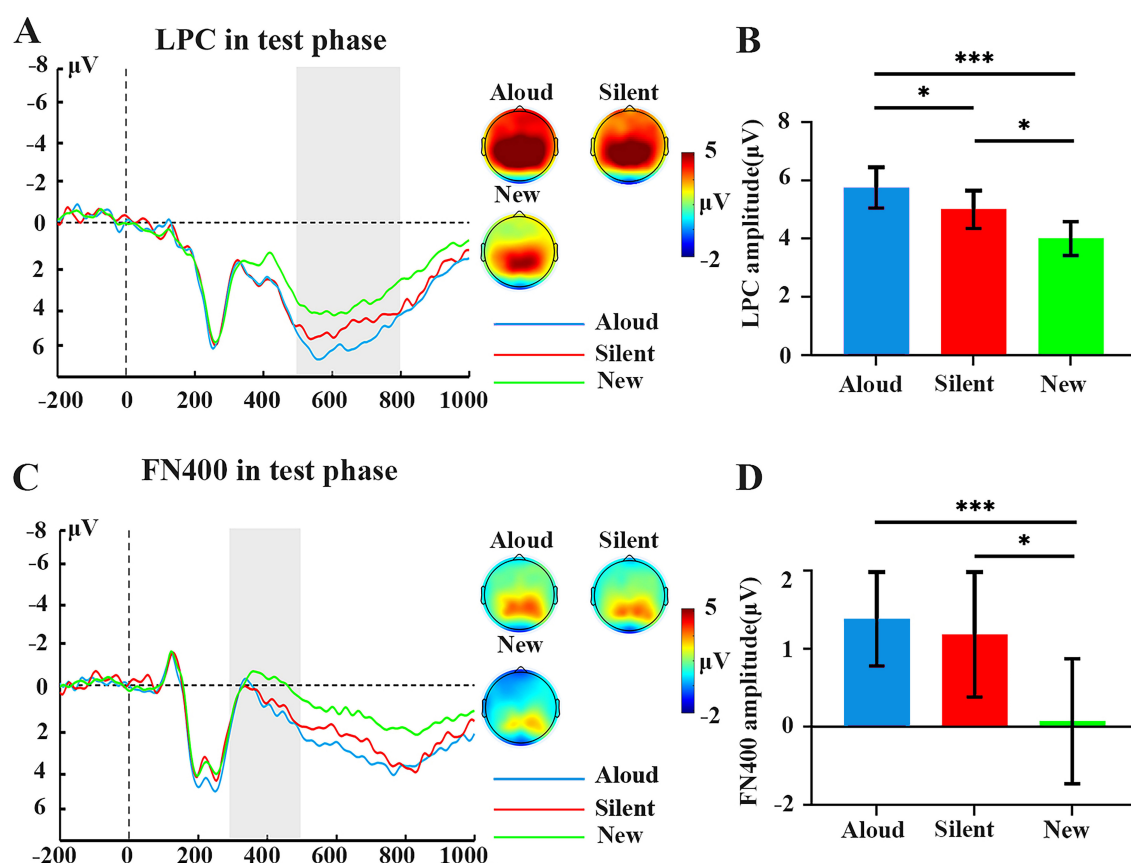 A
LPC in test phase
µV
-8
-6
-4
-2
0
2
4
6
-200 0 200 400 600 800 1000
Aloud Silent
New
5
µV
-2
Aloud
Silent
New
B
***
*
*
LPC amplitude(µV)
8
6
4
2
0
Aloud Silent New
C
FN400 in test phase
µV
-8
-6
-4
-2
0
2
4
6
-200 0 200 400 600 800 1000
Aloud Silent
New
5
µV
-2
Aloud
Silent
New
D
***
*
FN400 amplitude(µV)
2
1
0
-2
Aloud Silent New